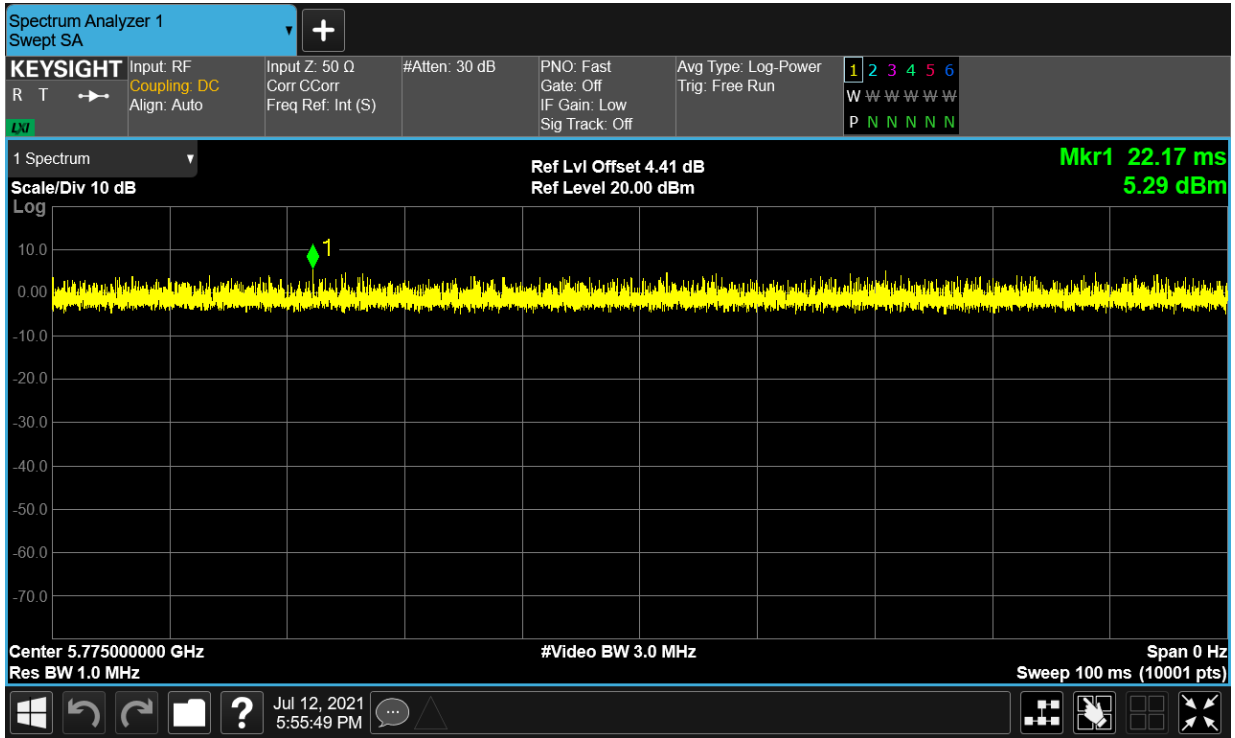 Spectrum Analyzer 1
Swept SA
▼
+
KEYSIGHT
R T
LXI
Input: RF
Coupling: DC
Align: Auto
Input Z: 50 Ω
Corr CCorr
Freq Ref: Int (S)
#Atten: 30 dB
PNO: Fast
Gate: Off
IF Gain: Low
Sig Track: Off
Avg Type: Log-Power
Trig: Free Run
1 2 3 4 5 6
W W W W W W
P N N N N N
1 Spectrum ▼
Scale/Div 10 dB
Log
Ref Lvl Offset 4.41 dB
Ref Level 20.00 dBm
Mkr1 22.17 ms
5.29 dBm
1
10.0
0.00
-10.0
-20.0
-30.0
-40.0
-50.0
-60.0
-70.0
Center 5.775000000 GHz
Res BW 1.0 MHz
#Video BW 3.0 MHz
Span 0 Hz
Sweep 100 ms (10001 pts)
?
Jul 12, 2021
5:55:49 PM